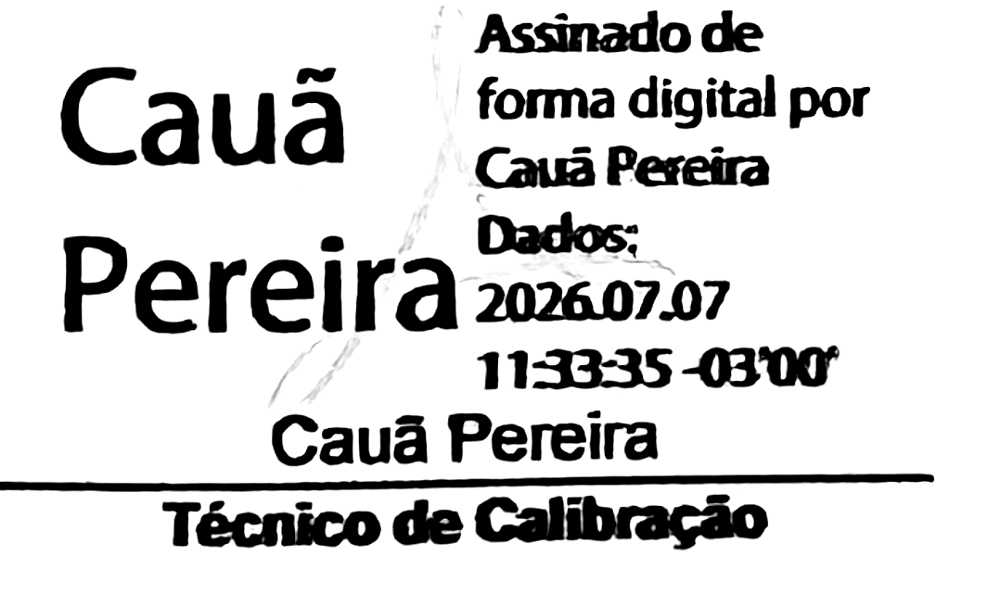 Cauã
Pereira
Assinado de
forma digital por
Cauã Pereira
Dados:
2026.07.07
11:33:35 -03'00'
Cauã Pereira
Técnico de Calibração